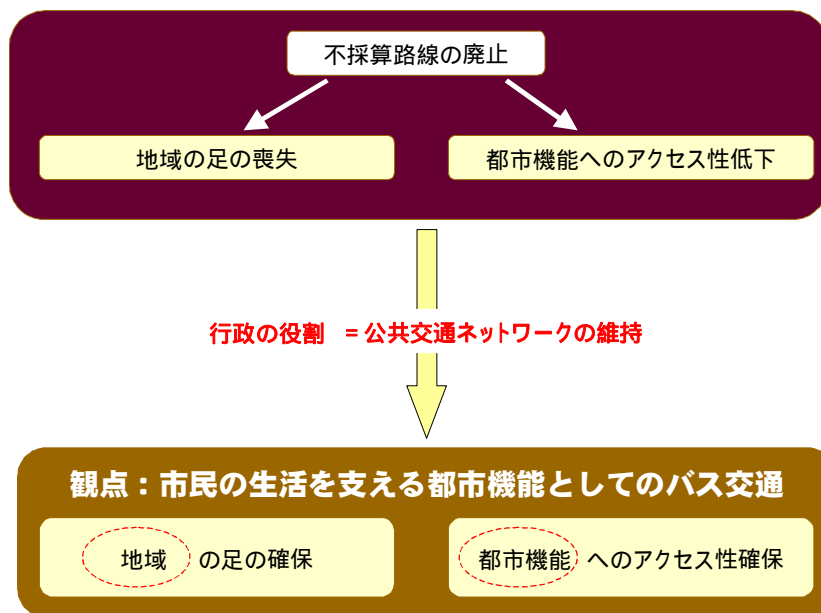 不採算路線の廃止
地域の足の喪失
都市機能へのアクセス性低下
行政の役割 =公共交通ネットワークの維持
観点：市民の生活を支える都市機能としてのバス交通
地域 の足の確保
都市機能 へのアクセス性確保